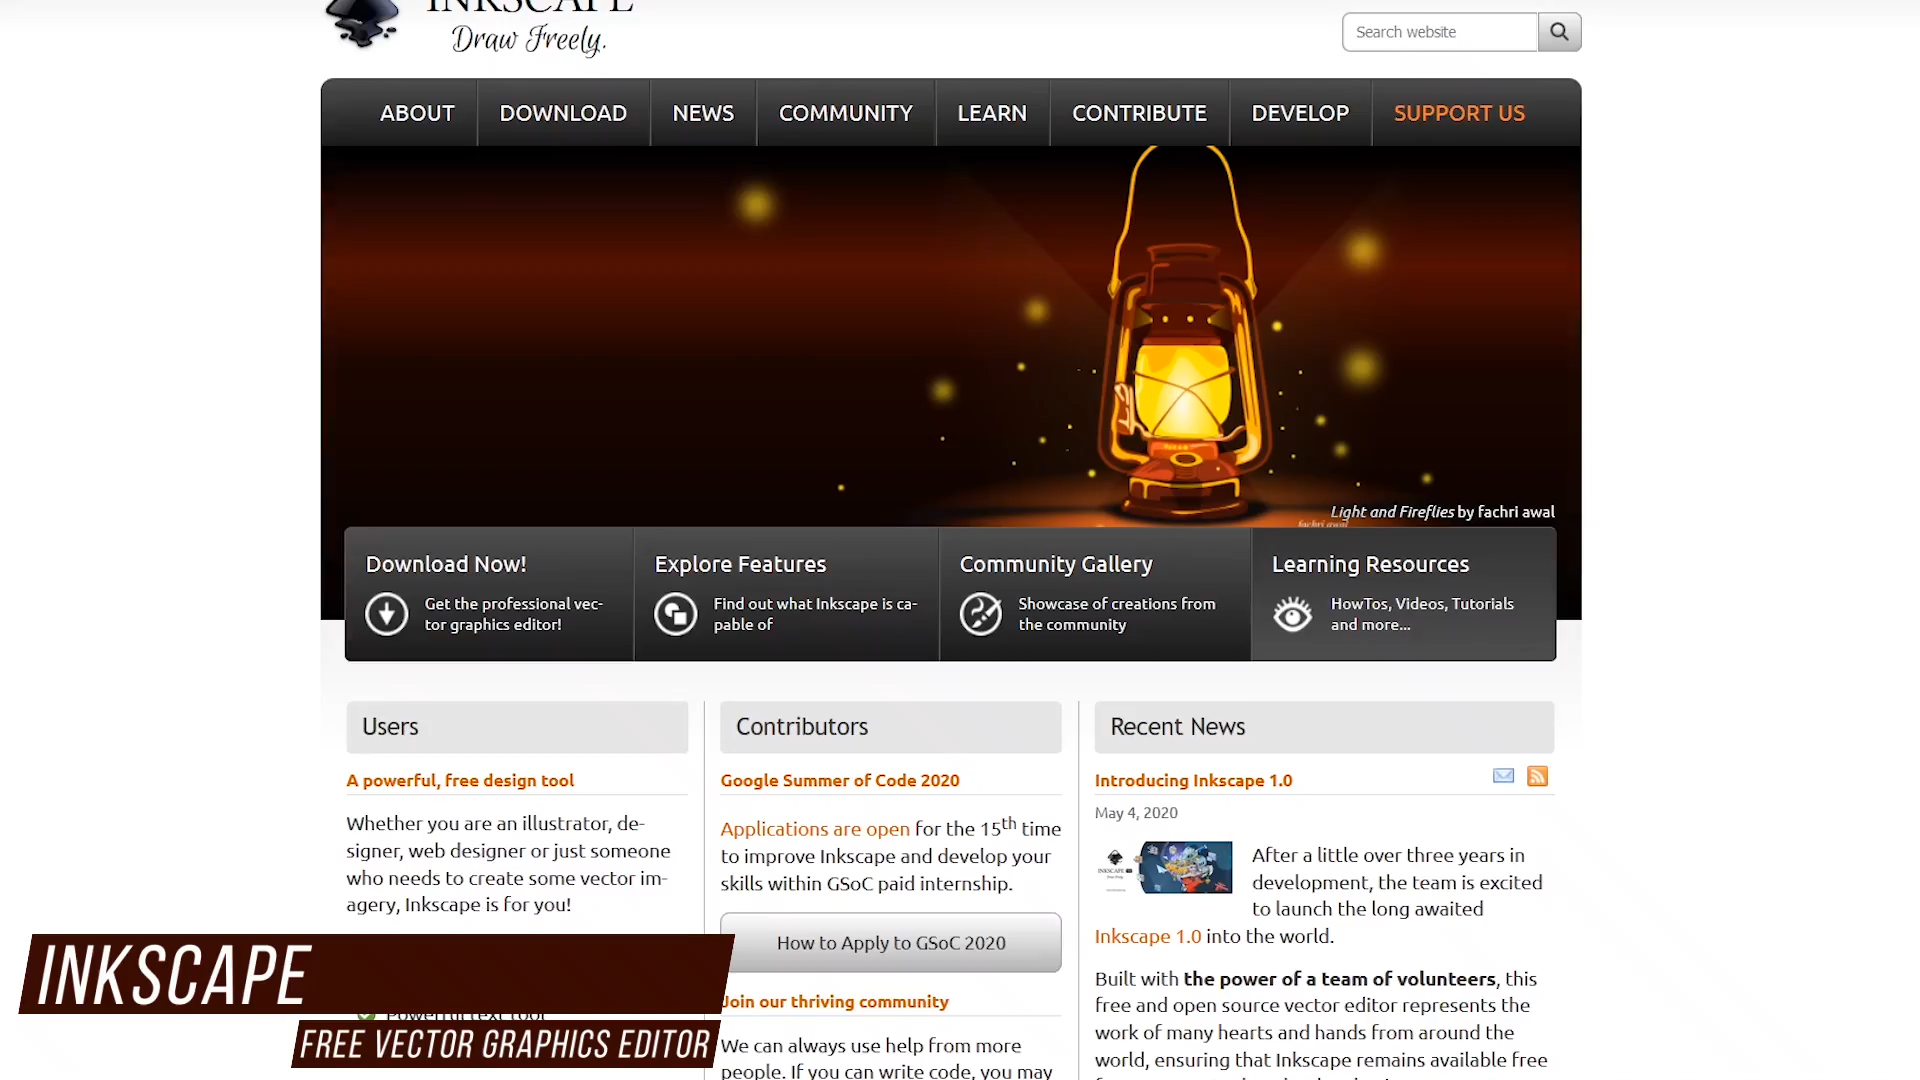 INKSCAPE
Draw Freely.
Search website
ABOUT
DOWNLOAD
NEWS
COMMUNITY
LEARN
CONTRIBUTE
DEVELOP
SUPPORT US
Light and Fireflies by fachri awal
fachri awal
Download Now!
Get the professional vec-
tor graphics editor!
Explore Features
Find out what Inkscape is ca-
pable of
Community Gallery
Showcase of creations from
the community
Learning Resources
HowTos, Videos, Tutorials
and more...
Users
A powerful, free design tool
Whether you are an illustrator, de-
signer, web designer or just someone
who needs to create some vector im-
agery, Inkscape is for you!
Powerful text tool
Contributors
Google Summer of Code 2020
Applications are open for the 15th time
to improve Inkscape and develop your
skills within GSoC paid internship.
How to Apply to GSoC 2020
Join our thriving community
We can always use help from more
people. If you can write code, you may
Recent News
Introducing Inkscape 1.0
May 4, 2020
After a little over three years in
development, the team is excited
to launch the long awaited
Inkscape 1.0 into the world.
Built with the power of a team of volunteers, this
free and open source vector editor represents the
work of many hearts and hands from around the
world, ensuring that Inkscape remains available free
INKSCAPE
FREE VECTOR GRAPHICS EDITOR